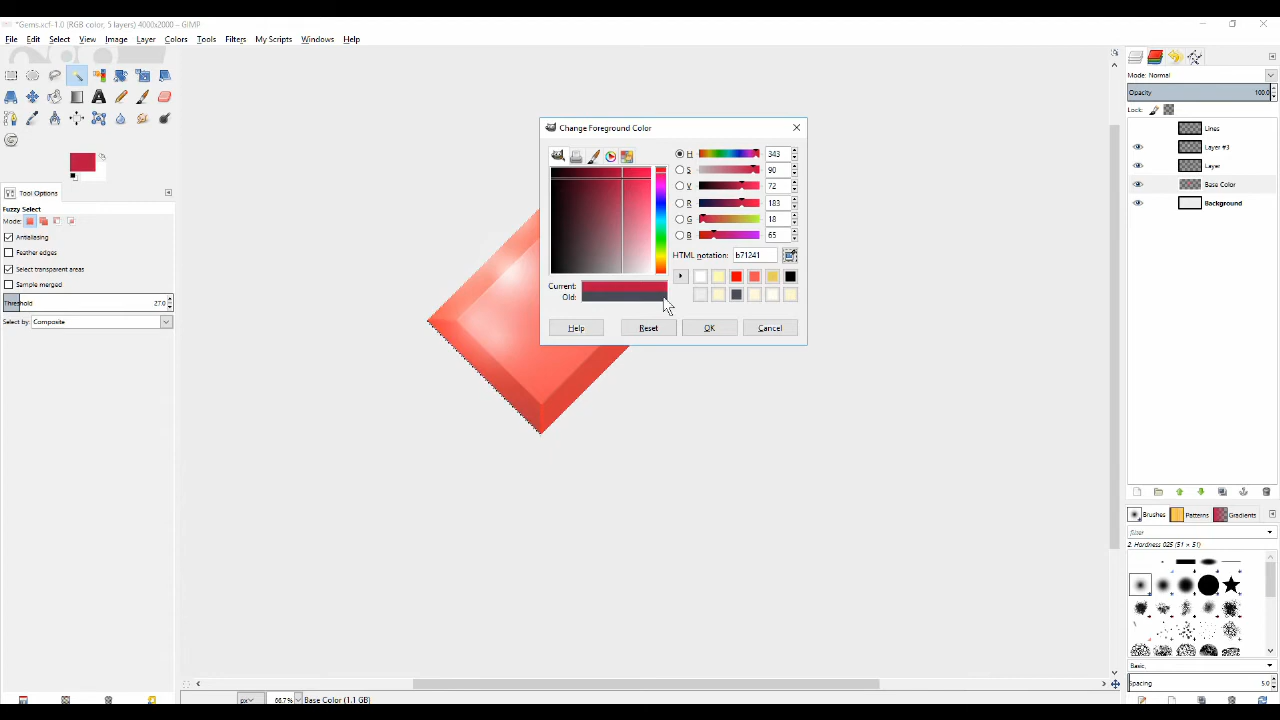 *Gems.xcf-1.0 (RGB color, 5 layers) 4000x2000 – GIMP
File Edit Select View Image Layer Colors Tools Filters My Scripts Windows Help
Mode: Normal
Opacity 100.0
Lock:
Lines
Layer #3
Layer
Base Color
Background
Tool Options
Fuzzy Select
Mode:
Antialiasing
Feather edges
Select transparent areas
Sample merged
Threshold 27.0
Select by: Composite
Change Foreground Color
H 343
S 90
V 72
R 183
G 18
B 65
HTML notation: b71241
Current:
Old:
Help Reset OK Cancel
Brushes Patterns Gradients
filter
2. Hardness 025 (51 × 51)
Basic,
Spacing 5.0
px 66.7 % Base Color (1.1 GB)